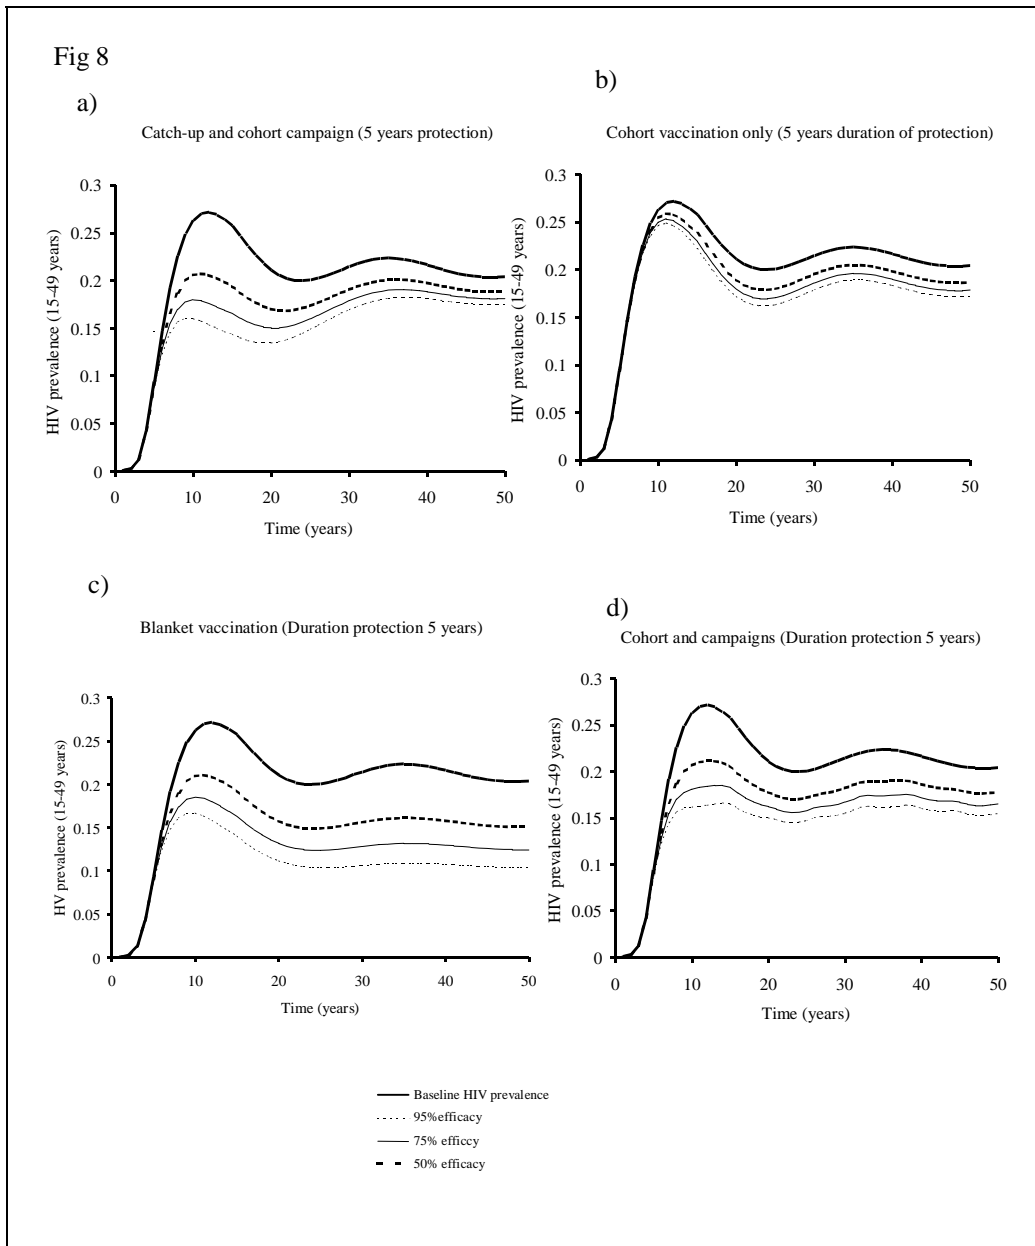 Fig 8
a)
Catch-up and cohort campaign (5 years protection)
HIV prevalence (15-49 years)
0.3
0.25
0.2
0.15
0.1
0.05
0
0 10 20 30 40 50
Time (years)
b)
Cohort vaccination only (5 years duration of protection)
HIV prevalence (15-49 years)
0.3
0.25
0.2
0.15
0.1
0.05
0
0 10 20 30 40 50
Time (years)
c)
Blanket vaccination (Duration protection 5 years)
HV prevalence (15-49 years)
0.3
0.25
0.2
0.15
0.1
0.05
0
0 10 20 30 40 50
Time (years)
d)
Cohort and campaigns (Duration protection 5 years)
HIV prevalence (15-49 years)
0.3
0.25
0.2
0.15
0.1
0.05
0
0 10 20 30 40 50
Time (years)
Baseline HIV prevalence
95%efficacy
75% efficcy
50% efficacy